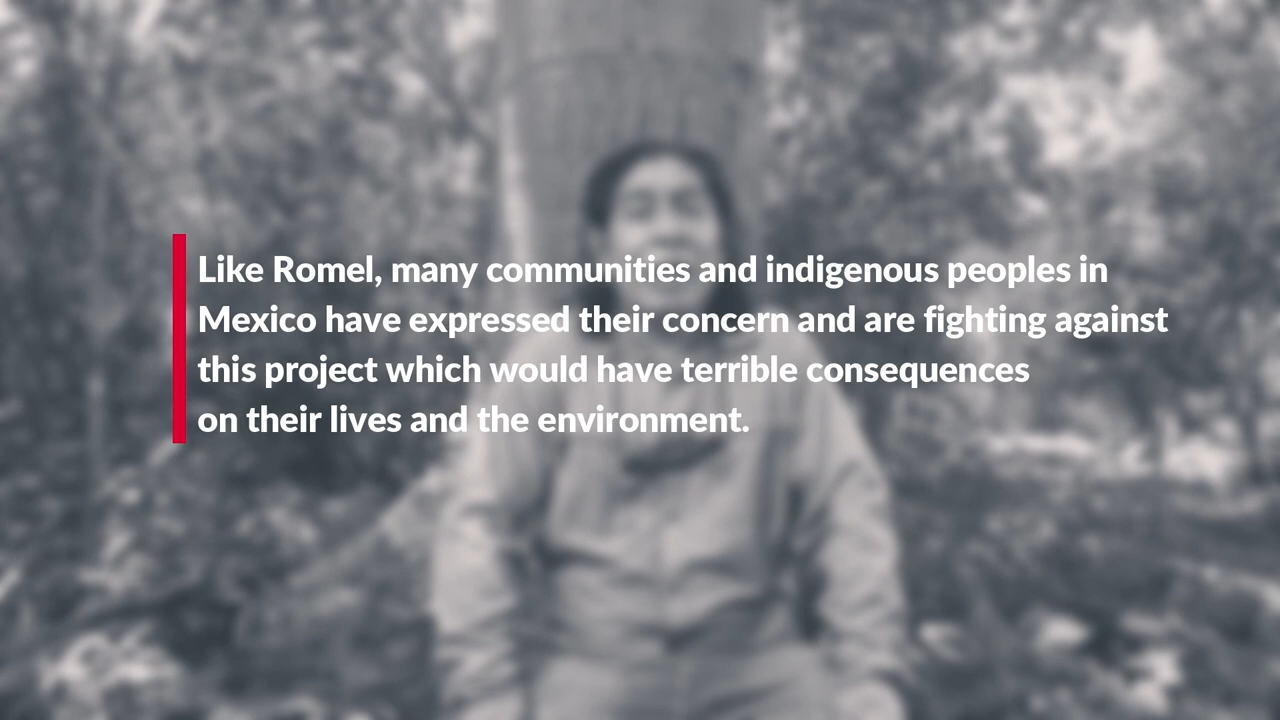 Like Romel, many communities and indigenous peoples in
Mexico have expressed their concern and are fighting against
this project which would have terrible consequences
on their lives and the environment.